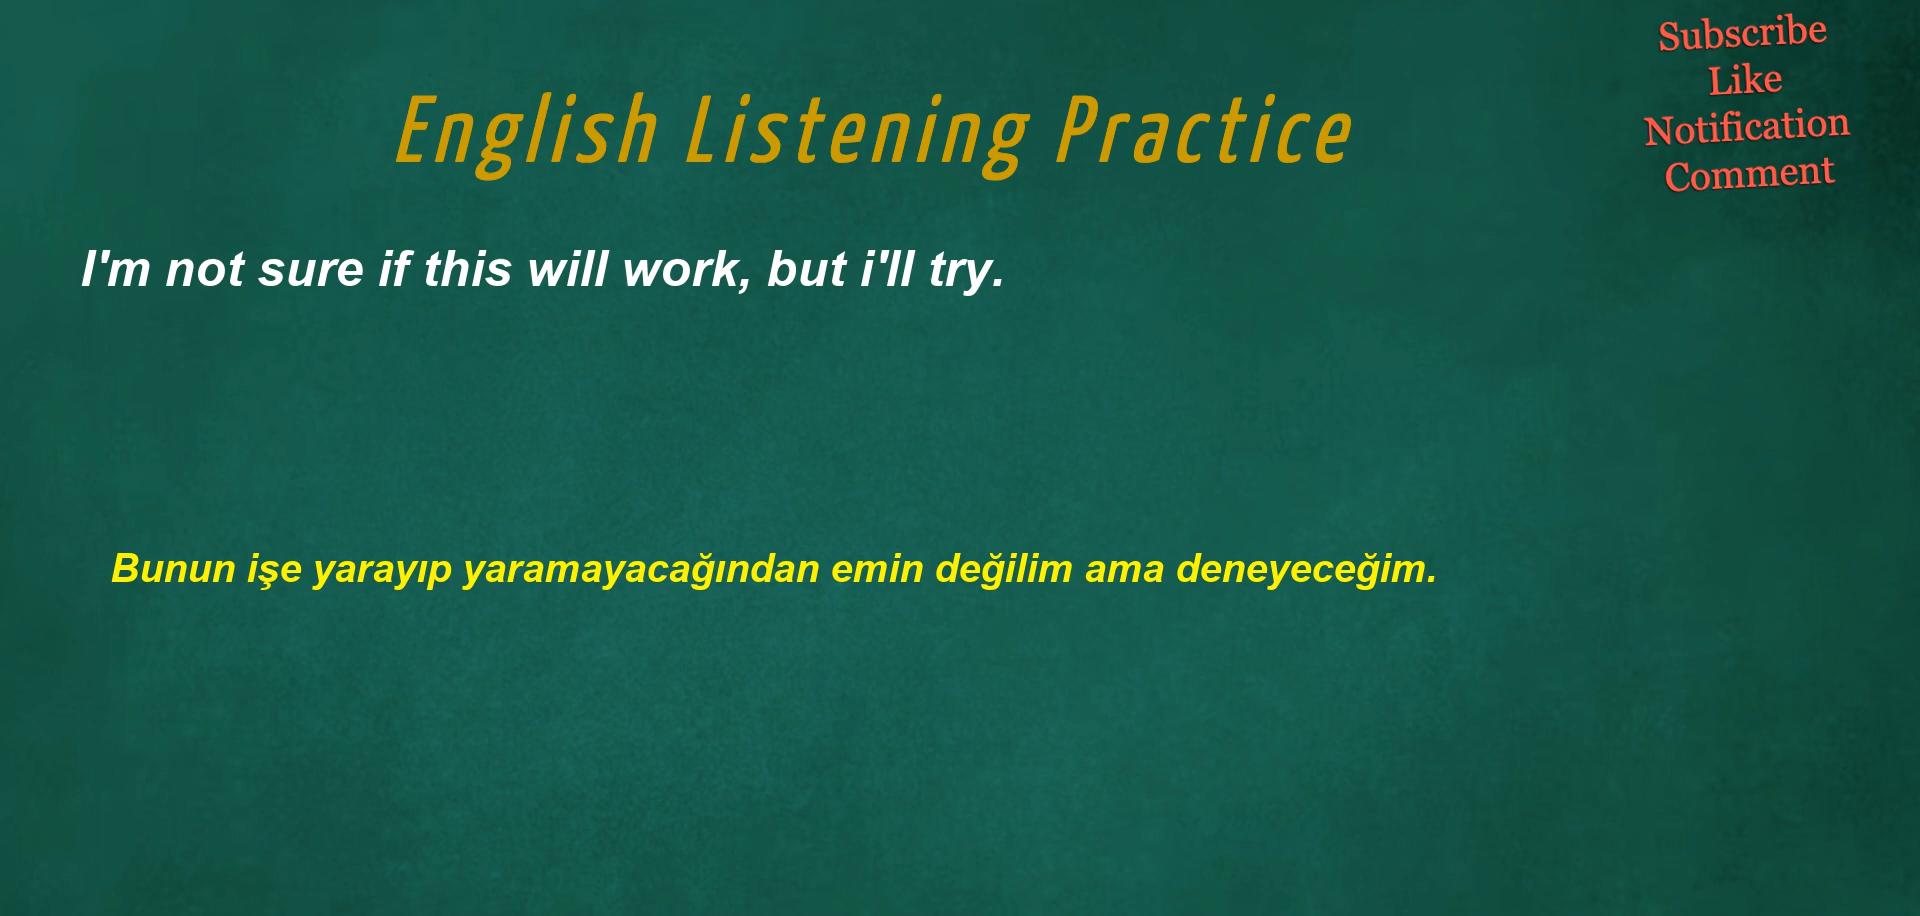 English Listening Practice
Subscribe
Like
Notification
Comment
I'm not sure if this will work, but i'll try.
Bunun işe yarayıp yaramayacağından emin değilim ama deneyeceğim.